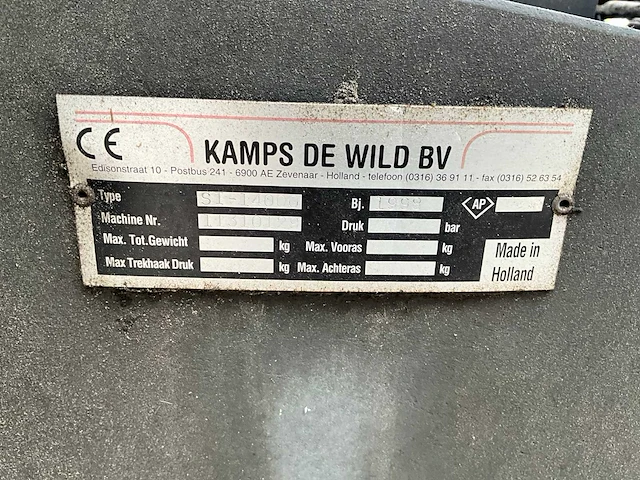 CE
KAMPS DE WILD BV
Edisonstraat 10 - Postbus 241 - 6900 AE Zevenaar - Holland - telefoon (0316) 36 91 11 - fax (0316) 52 63 54
Type Bj. 1999 AP
Machine Nr. Druk bar
Max. Tot.Gewicht kg Max. Vooras kg
Max Trekhaak Druk kg Max. Achteras kg
Made in
Holland